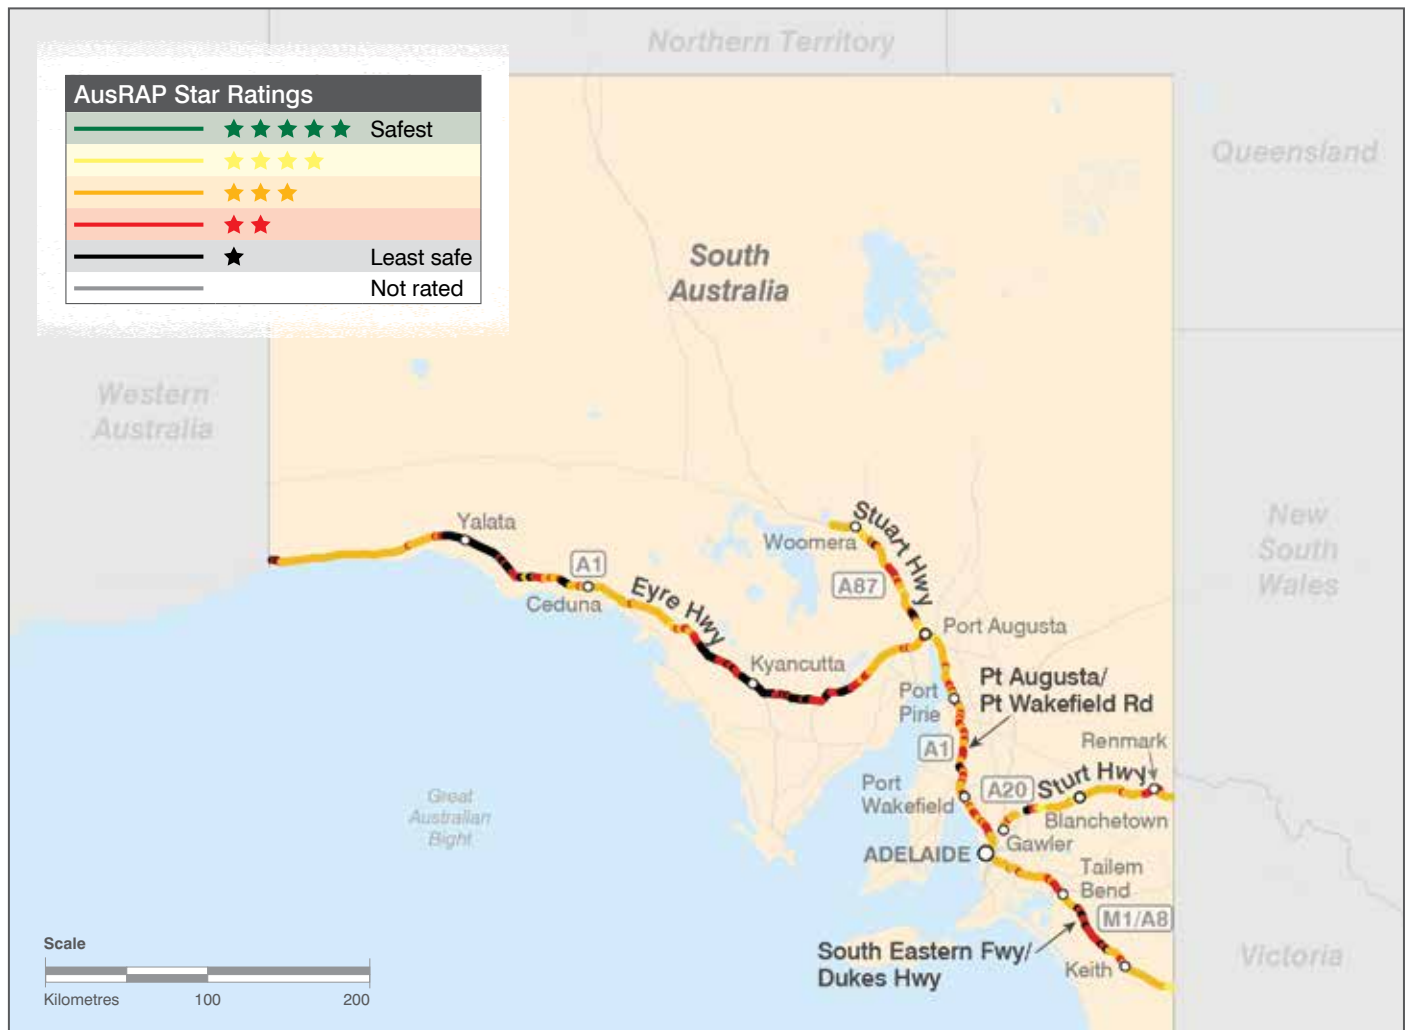 Northern Territory
AusRAP Star Ratings
Safest
Least safe
Not rated
Queensland
South
Australia
Western
Australia
New
South
Wales
Yalata
A1
Ceduna
Eyre Hwy
Kyancutta
Woomera
Stuart Hwy
A87
Port Augusta
Pt Augusta/
Pt Wakefield Rd
Port
Pirie
A1
Renmark
Port
Wakefield
A20
Sturt Hwy
Blanchetown
Gawler
ADELAIDE
Tailem
Bend
M1/A8
South Eastern Fwy/
Dukes Hwy
Keith
Great
Australian
Bight
Victoria
Scale
Kilometres 100 200